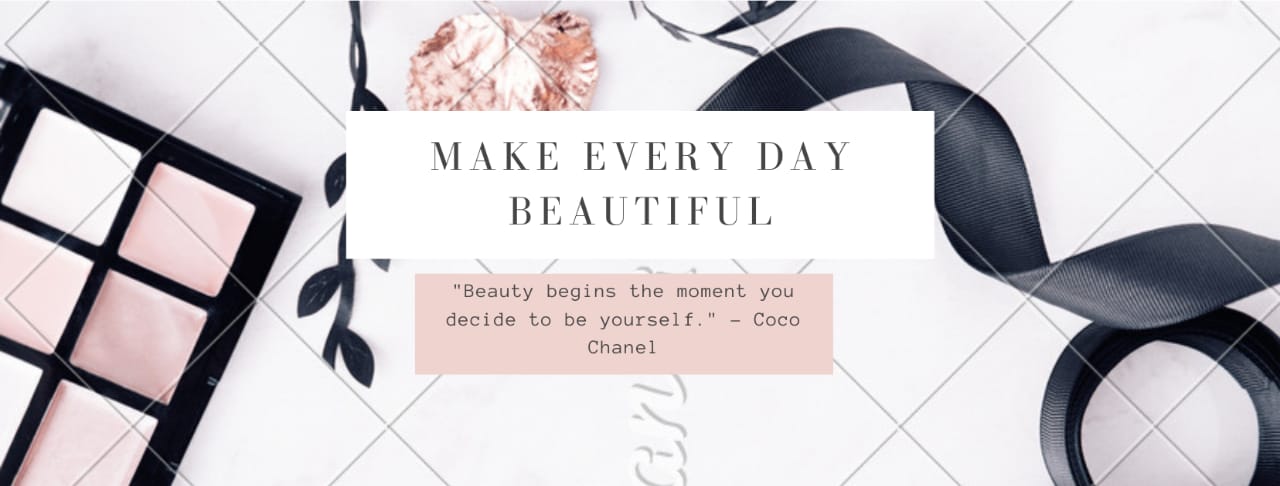 MAKE EVERY DAY
BEAUTIFUL
"Beauty begins the moment you
decide to be yourself." – Coco
Chanel